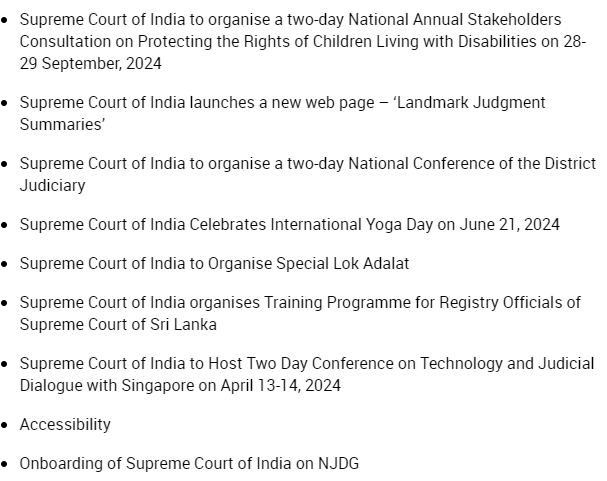 Supreme Court of India to organise a two-day National Annual Stakeholders
Consultation on Protecting the Rights of Children Living with Disabilities on 28-
29 September, 2024
Supreme Court of India launches a new web page – ‘Landmark Judgment
Summaries’
Supreme Court of India to organise a two-day National Conference of the District
Judiciary
Supreme Court of India Celebrates International Yoga Day on June 21, 2024
Supreme Court of India to Organise Special Lok Adalat
Supreme Court of India organises Training Programme for Registry Officials of
Supreme Court of Sri Lanka
Supreme Court of India to Host Two Day Conference on Technology and Judicial
Dialogue with Singapore on April 13-14, 2024
Accessibility
Onboarding of Supreme Court of India on NJDG